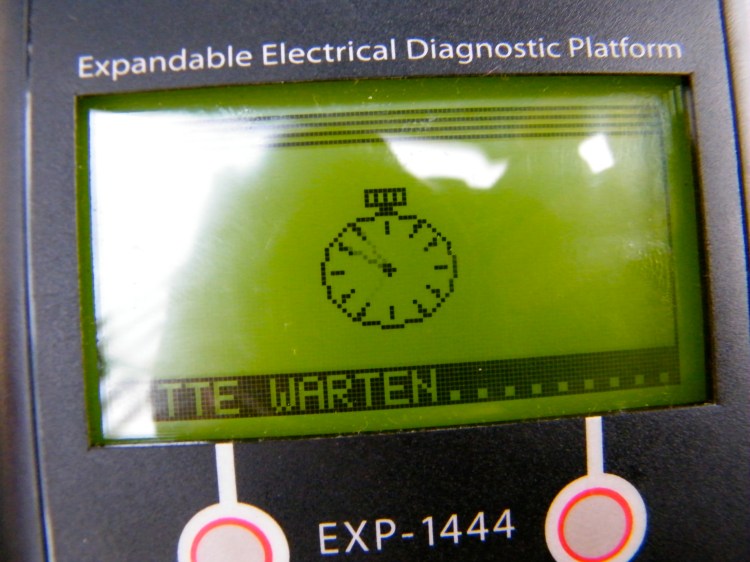 Expandable Electrical Diagnostic Platform
TTE WARTEN.........
EXP-1444